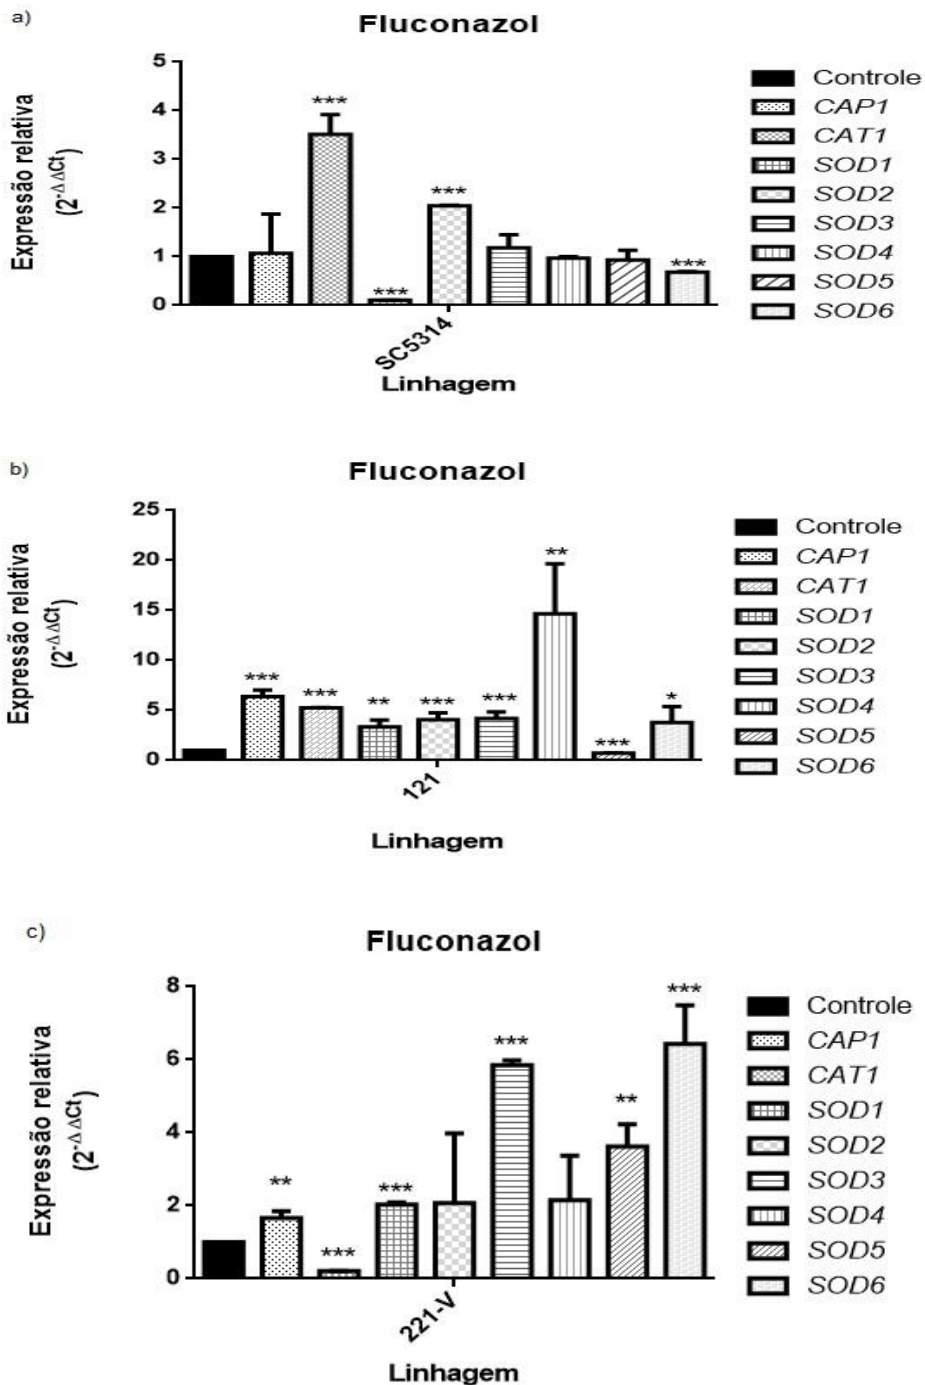 a)
Fluconazol
Expressão relativa
(2^-ΔΔCt)
5
4
3
2
1
0
***
***
***
***
SC5314
Linhagem
Controle
CAP1
CAT1
SOD1
SOD2
SOD3
SOD4
SOD5
SOD6
b)
Fluconazol
Expressão relativa
(2^-ΔΔCt)
25
20
15
10
5
0
***
***
**
***
***
**
***
*
121
Linhagem
Controle
CAP1
CAT1
SOD1
SOD2
SOD3
SOD4
SOD5
SOD6
c)
Fluconazol
Expressão relativa
(2^-ΔΔCt)
8
6
4
2
0
**
***
***
***
**
***
221-V
Linhagem
Controle
CAP1
CAT1
SOD1
SOD2
SOD3
SOD4
SOD5
SOD6